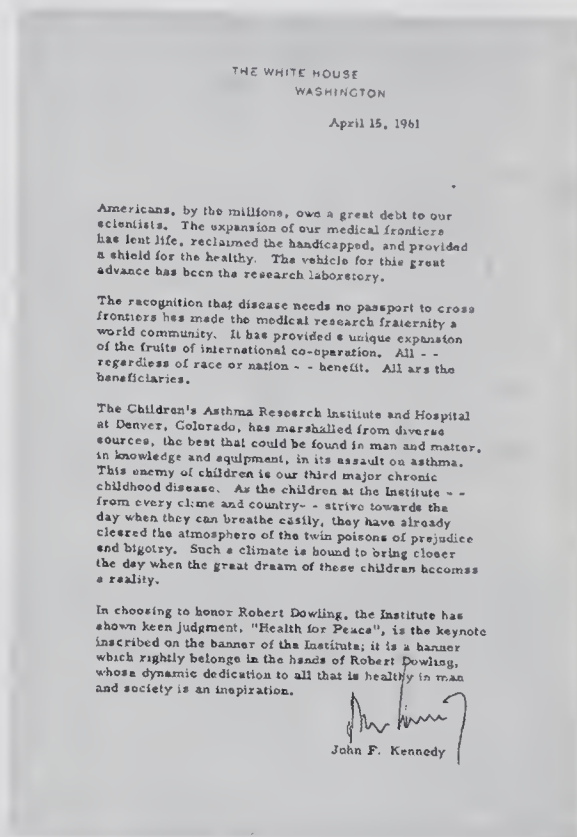 THE WHITE HOUSE
WASHINGTON
April 15, 1961
Americans, by the millions, owe a great debt to our
scientists. The expansion of our medical frontiers
has lent life, reclaimed the handicapped, and provided
a shield for the healthy. The vehicle for this great
advance has been the research laboratory.
The recognition that disease needs no passport to cross
frontiers has made the medical research fraternity a
world community. It has provided a unique expansion
of the fruits of international co-operation. All - -
regardless of race or nation - - benefit. All are the
beneficiaries.
The Children's Asthma Research Institute and Hospital
at Denver, Colorado, has marshalled from diverse
sources, the best that could be found in man and matter,
in knowledge and equipment, in its assault on asthma.
This enemy of children is our third major chronic
childhood disease. As the children at the Institute - -
from every clime and country- - strive towards the
day when they can breathe easily, they have already
cleared the atmosphere of the twin poisons of prejudice
and bigotry. Such a climate is bound to bring closer
the day when the great dream of these children becomes
a reality.
In choosing to honor Robert Dowling, the Institute has
shown keen judgment, "Health for Peace", is the keynote
inscribed on the banner of the Institute; it is a banner
which rightly belongs in the hands of Robert Dowling,
whose dynamic dedication to all that is healthy in man
and society is an inspiration.
John F. Kennedy